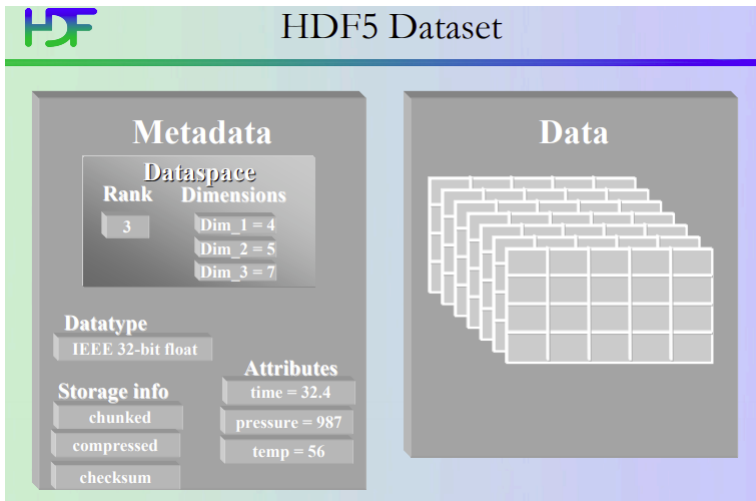 HDF
HDF5 Dataset
Metadata
Dataspace
Rank
Dimensions
3
Dim_1 = 4
Dim_2 = 5
Dim_3 = 7
Datatype
IEEE 32-bit float
Storage info
chunked
compressed
checksum
Attributes
time = 32.4
pressure = 987
temp = 56
Data